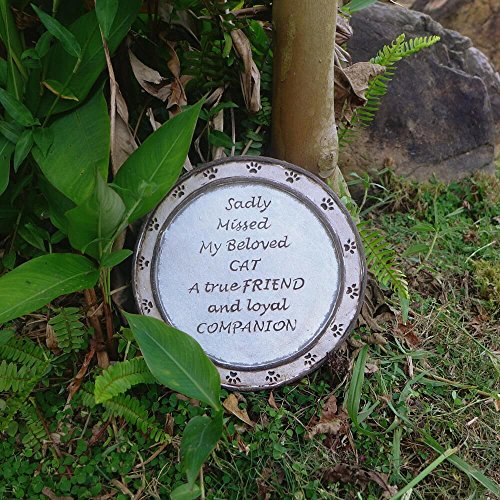 Sadly
Missed
My Beloved
CAT
A true FRIEND
and loyal
COMPANION